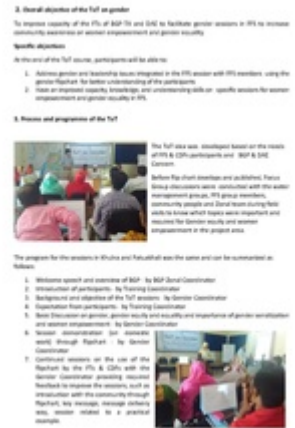 2. Overall objective of the ToT on gender
To improve capacity of the FTs of BGP-TA and DAE to facilitate gender sessions in FFS to increase
community awareness on women empowerment and gender equality.
Specific objectives
At the end of the ToT course, participants will be able to:
1. Address gender and leadership issues integrated in the FFS session with FFS members using the
gender flipchart for better understanding of the participants
2. Have an improved capacity, knowledge, and understanding skills on specific sessions for women
empowerment and gender equality in FFS.
3. Process and programme of the ToT
The ToT idea was developed based on the needs
of FTs & CDFs participants and BGP & DAE
Concern.
Before flip chart develops and published, Focus
Group discussions were conducted with the water
management groups, FFS group members,
community people and Zonal team during field
visits to know which topics were important and
required for Gender equity and women
empowerment in the project area.
The program for the sessions in Khulna and Patuakhali was the same and can be summarized as
follows:
1. Welcome speech and overview of BGP - by BGP Zonal Coordinator
2. Introduction of participants - by Training Coordinator
3. Background and objective of the ToT sessions - by Gender Coordinator
4. Expectation from participants - by Training Coordinator
5. Basic Discussion on gender, gender equity and equality and importance of gender sensitization
and women empowerment - by Gender Coordinator
6. Session demonstration (on domestic
work) through flipchart - by Gender
Coordinator
7. Continued sessions on the use of the
flipchart by the FTs & CDFs with the
Gender Coordinator providing required
feedback to improve the sessions, such as
introduction with the community through
flipchart, key message, message delivery
way, session related to a practical
example.